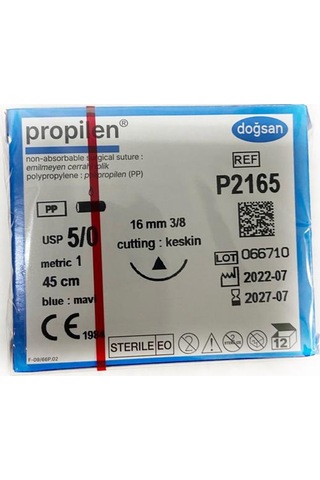 propilen®
doğsan
non-absorbable surgical suture :
emilmeyen cerrahi iplik
polypropylene : polipropilen (PP)
REF
P2165
PP
USP 5/0
16 mm 3/8
cutting : keskin
metric 1
45 cm
blue : mavi
LOT 066710
2022-07
2027-07
CE 1984
STERILE EO
12